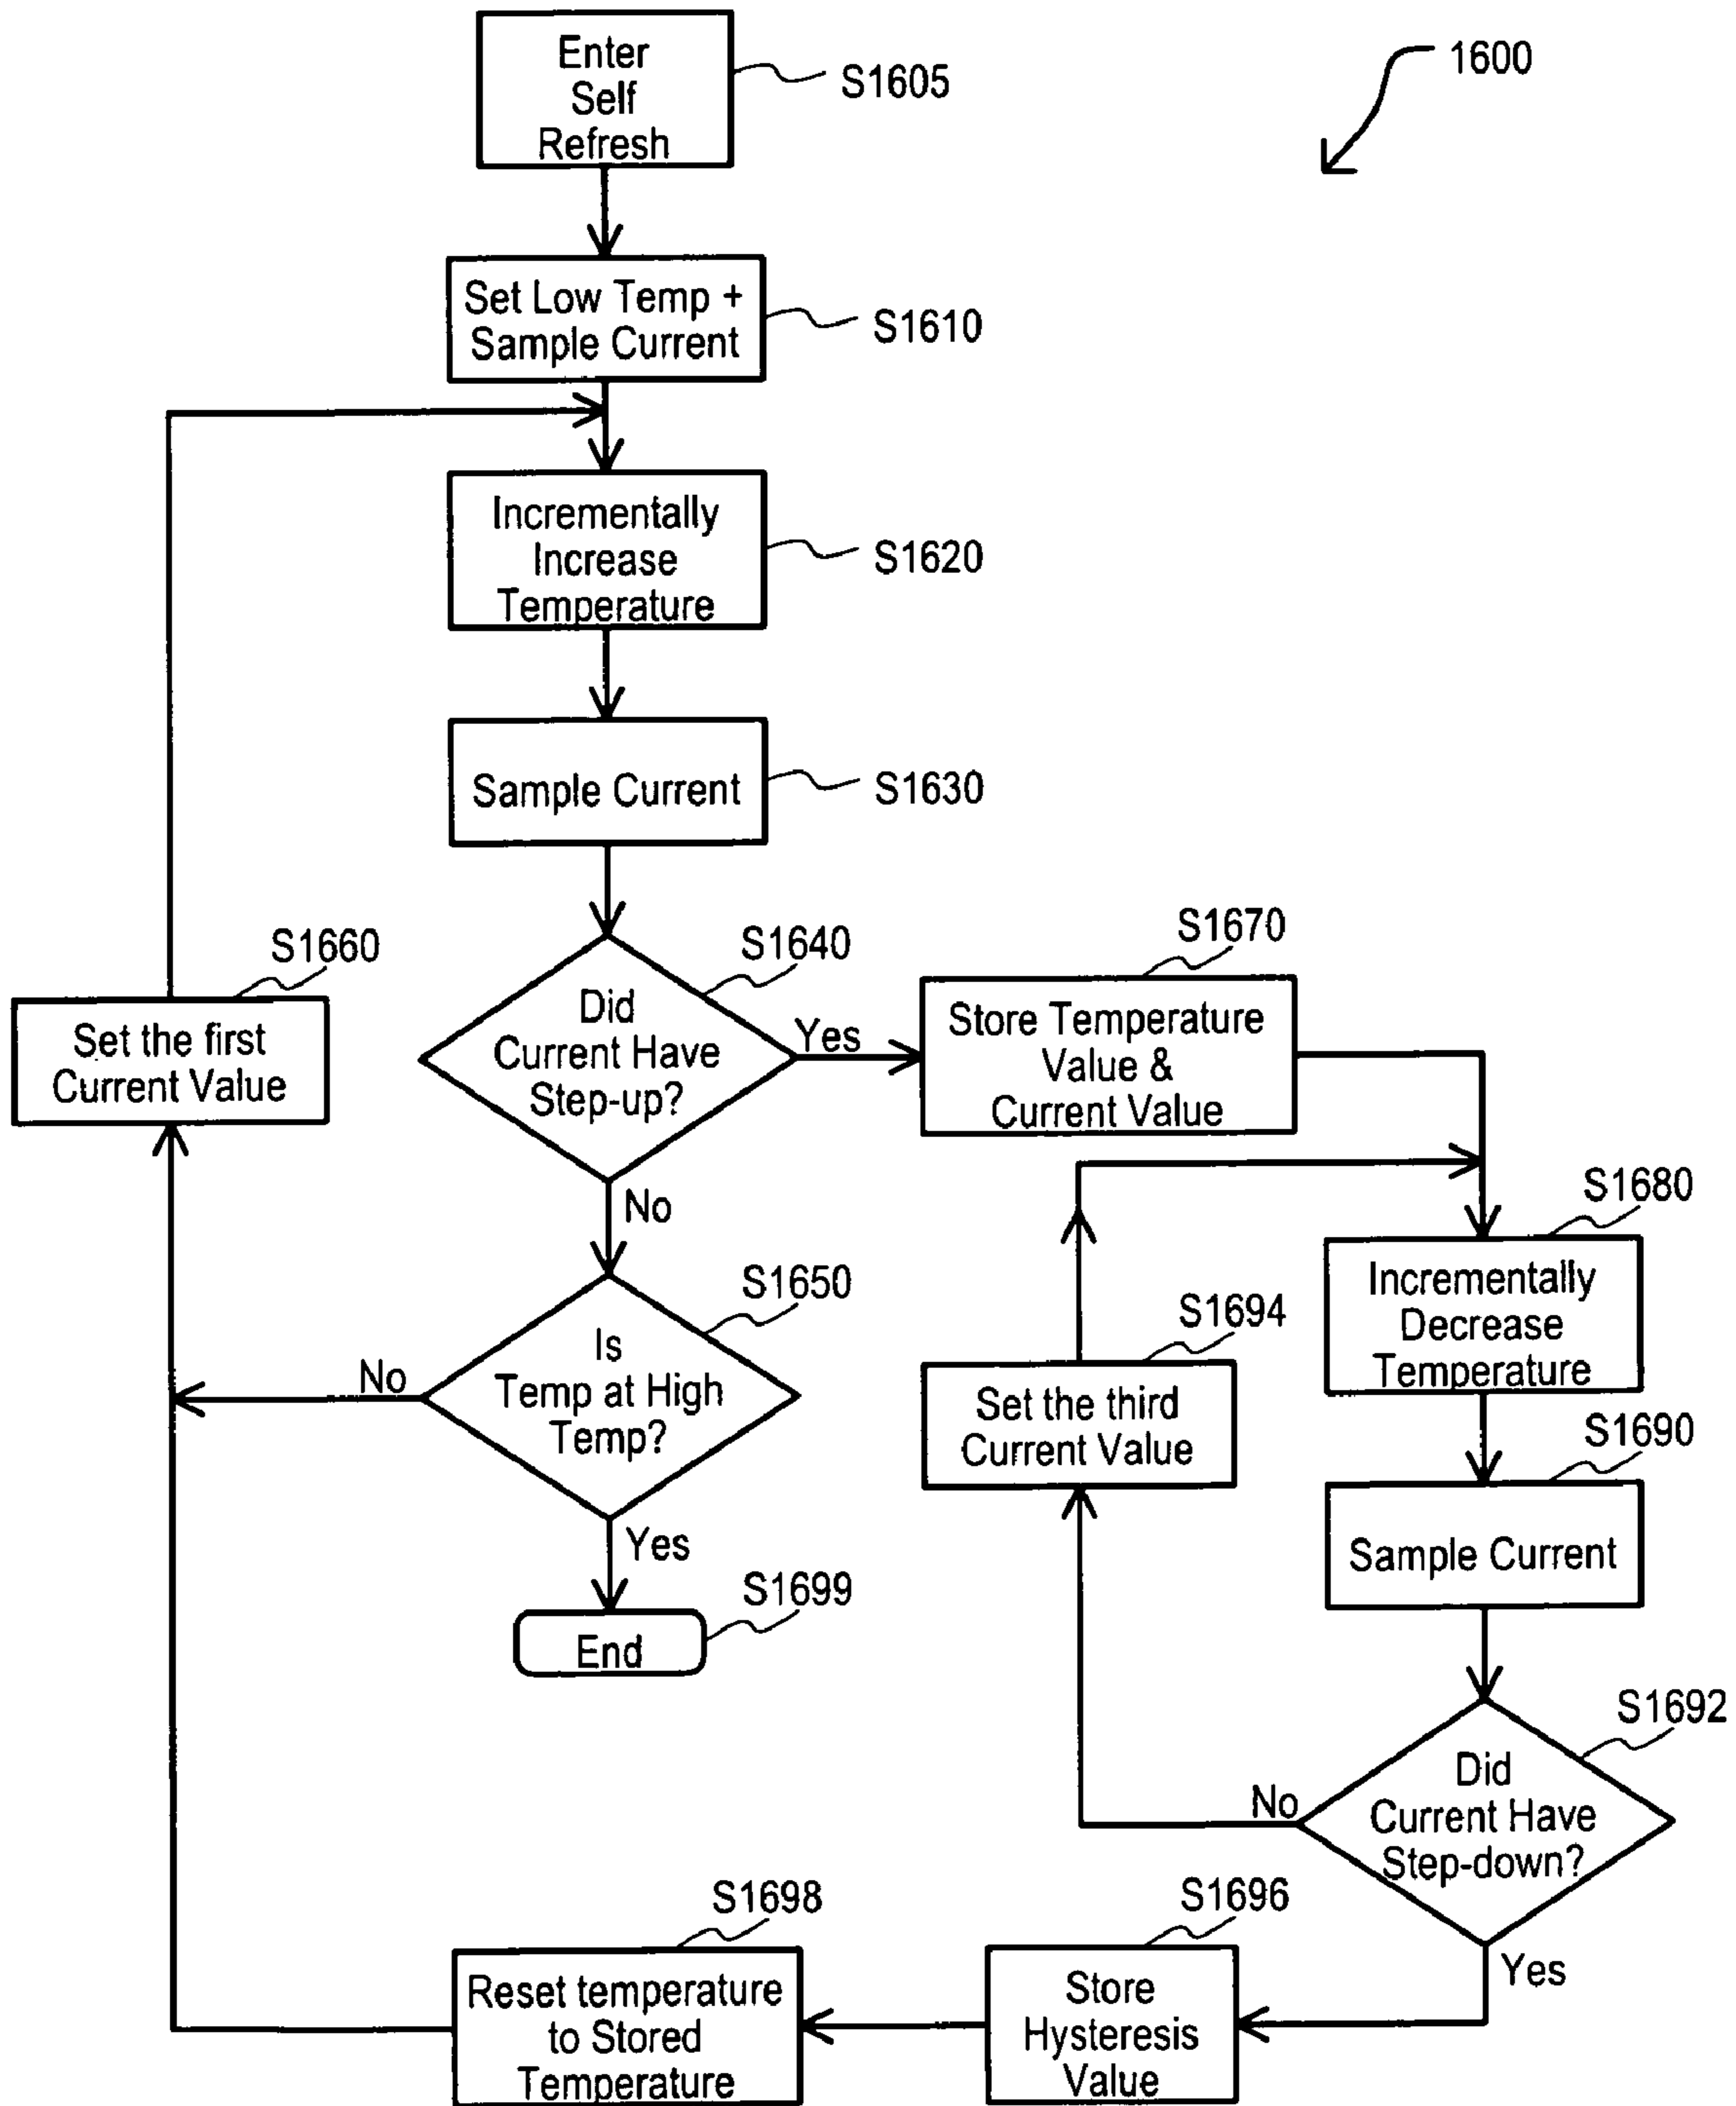 1600
Enter
Self
Refresh
S1605
Set Low Temp +
Sample Current
S1610
Incrementally
Increase
Temperature
S1620
Sample Current
S1630
S1640
Did
Current Have
Step-up?
Yes
No
S1660
Set the first
Current Value
S1670
Store Temperature
Value &
Current Value
S1650
Is
Temp at High
Temp?
No
Yes
S1699
End
S1680
Incrementally
Decrease
Temperature
S1694
Set the third
Current Value
S1690
Sample Current
S1692
Did
Current Have
Step-down?
No
Yes
S1696
Store
Hysteresis
Value
S1698
Reset temperature
to Stored
Temperature